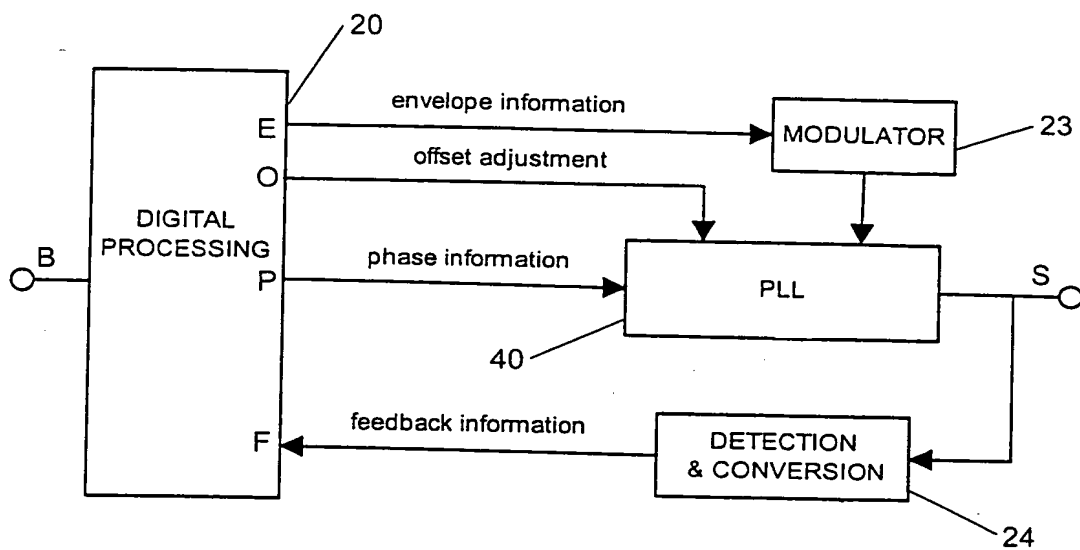 20
envelope information
E
MODULATOR
23
offset adjustment
O
DIGITAL
PROCESSING
B
phase information
P
PLL
S
40
feedback information
F
DETECTION
& CONVERSION
24